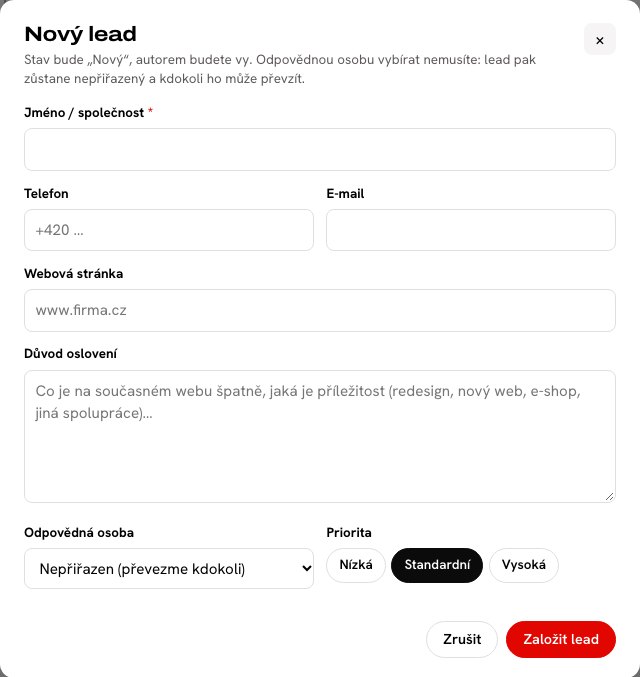 Nový lead
Stav bude „Nový“, autorem budete vy. Odpovědnou osobu vybírat nemusíte: lead pak
zůstane nepřiřazený a kdokoli ho může převzít.
×
Jméno / společnost *
Telefon
E-mail
+420 ...
Webová stránka
www.firma.cz
Důvod oslovení
Co je na současném webu špatně, jaká je příležitost (redesign, nový web, e-shop,
jiná spolupráce)...
Odpovědná osoba
Priorita
Nepřiřazen (převezme kdokoli)
Nízká
Standardní
Vysoká
Zrušit
Založit lead